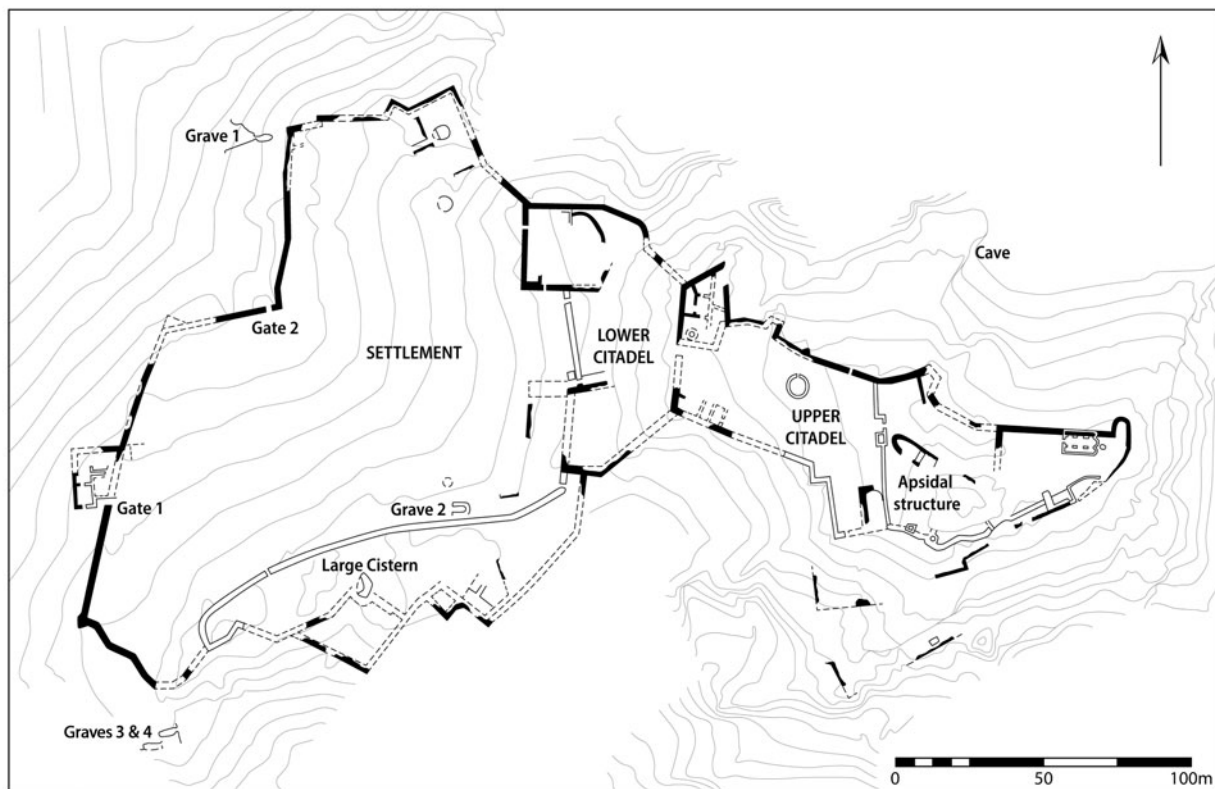 Grave 1
Cave
Gate 2
SETTLEMENT
LOWER
CITADEL
UPPER
CITADEL
Apsidal
structure
Gate 1
Grave 2
Large Cistern
Graves 3 & 4
0 50 100m